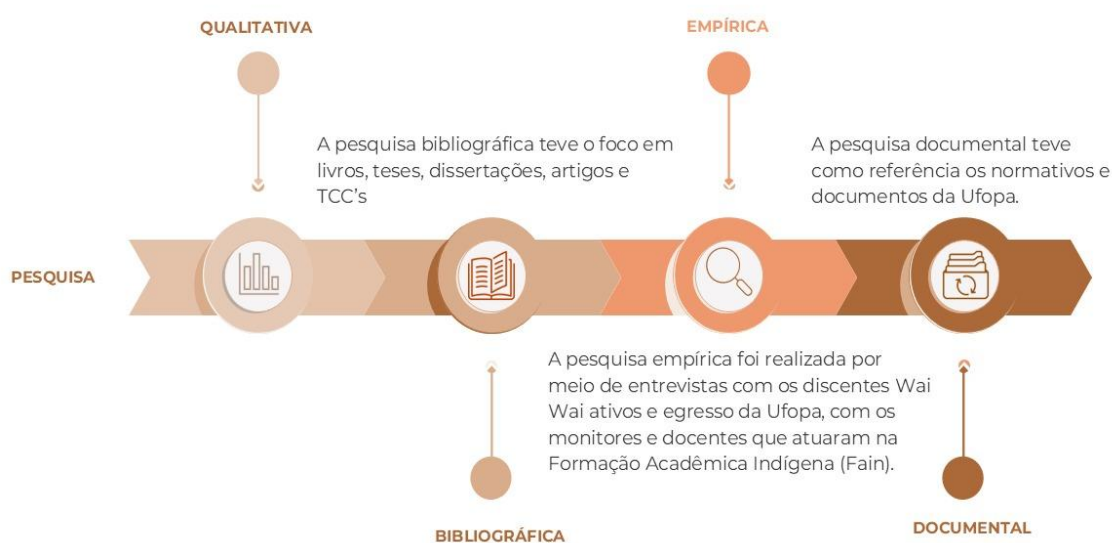 QUALITATIVA
EMPÍRICA
A pesquisa bibliográfica teve o foco em
livros, teses, dissertações, artigos e
TCC's
A pesquisa documental teve
como referência os normativos e
documentos da Ufopa.
PESQUISA
A pesquisa empírica foi realizada por
meio de entrevistas com os discentes Wai
Wai ativos e egresso da Ufopa, com os
monitores e docentes que atuaram na
Formação Acadêmica Indígena (Fain).
BIBLIOGRÁFICA
DOCUMENTAL